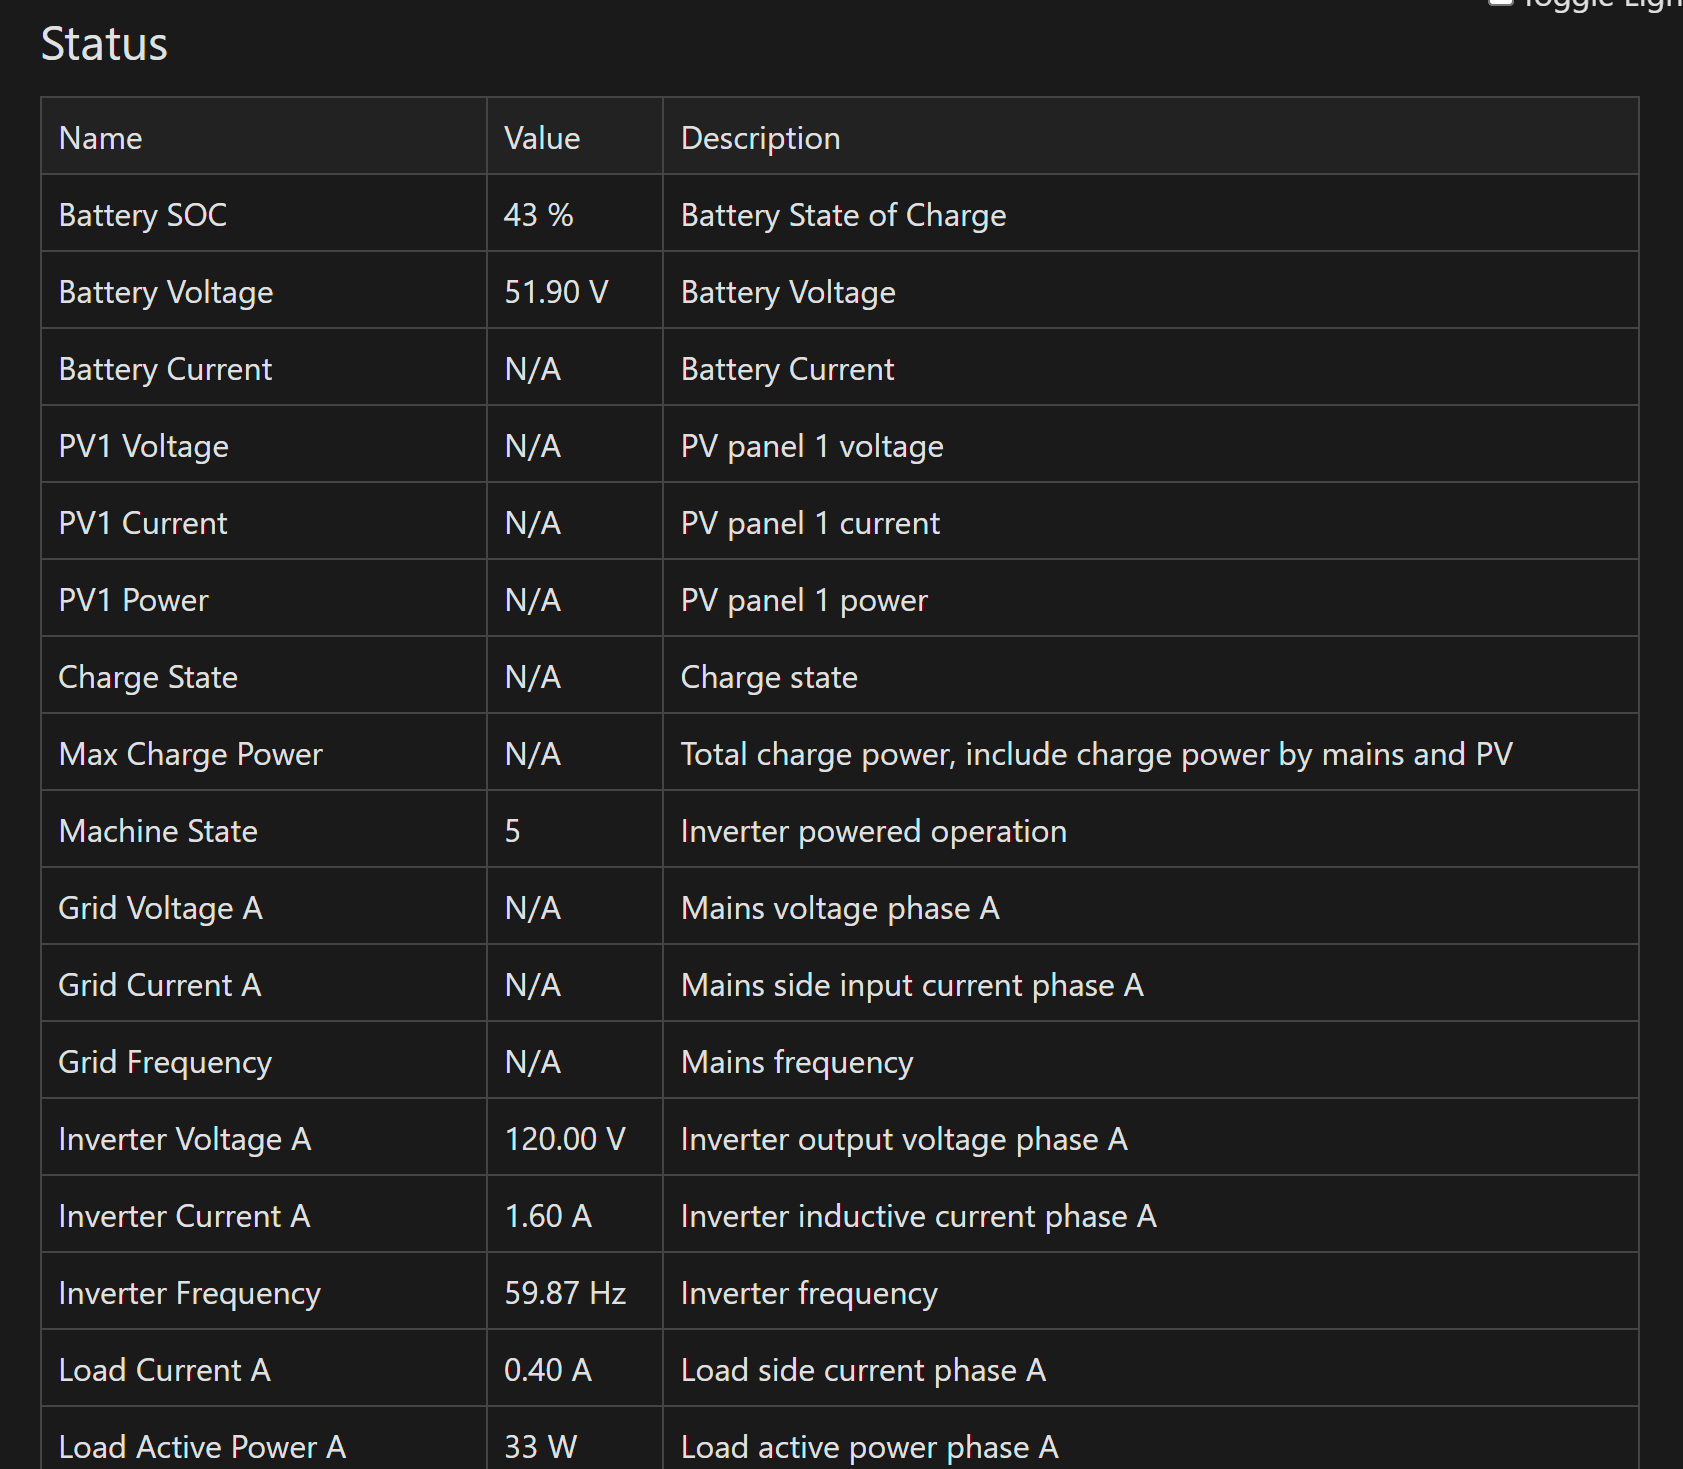 Status
Name Value Description
Battery SOC 43 % Battery State of Charge
Battery Voltage 51.90 V Battery Voltage
Battery Current N/A Battery Current
PV1 Voltage N/A PV panel 1 voltage
PV1 Current N/A PV panel 1 current
PV1 Power N/A PV panel 1 power
Charge State N/A Charge state
Max Charge Power N/A Total charge power, include charge power by mains and PV
Machine State 5 Inverter powered operation
Grid Voltage A N/A Mains voltage phase A
Grid Current A N/A Mains side input current phase A
Grid Frequency N/A Mains frequency
Inverter Voltage A 120.00 V Inverter output voltage phase A
Inverter Current A 1.60 A Inverter inductive current phase A
Inverter Frequency 59.87 Hz Inverter frequency
Load Current A 0.40 A Load side current phase A
Load Active Power A 33 W Load active power phase A